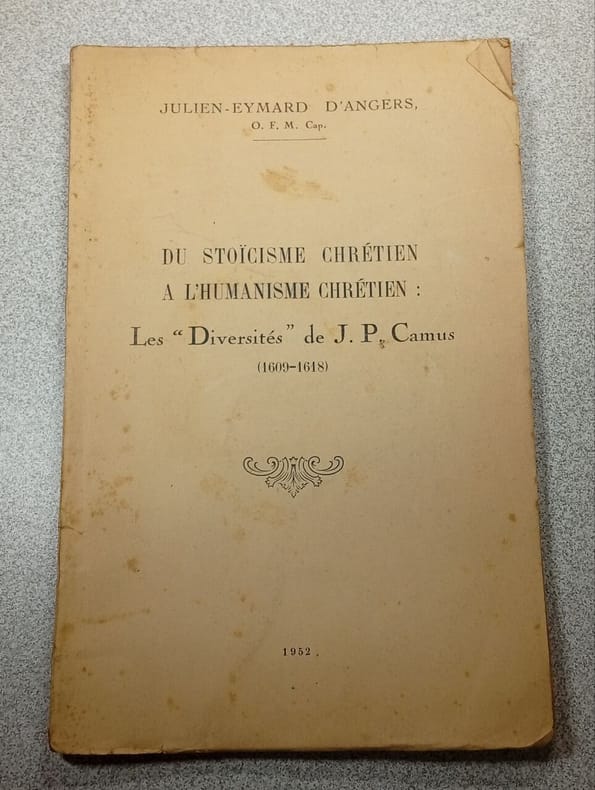 JULIEN-EYMARD D'ANGERS,
O. F. M. Cap.
DU STOÏCISME CHRÉTIEN
A L'HUMANISME CHRÉTIEN :
Les “ Diversités ” de J. P. Camus
(1609-1618)
1952